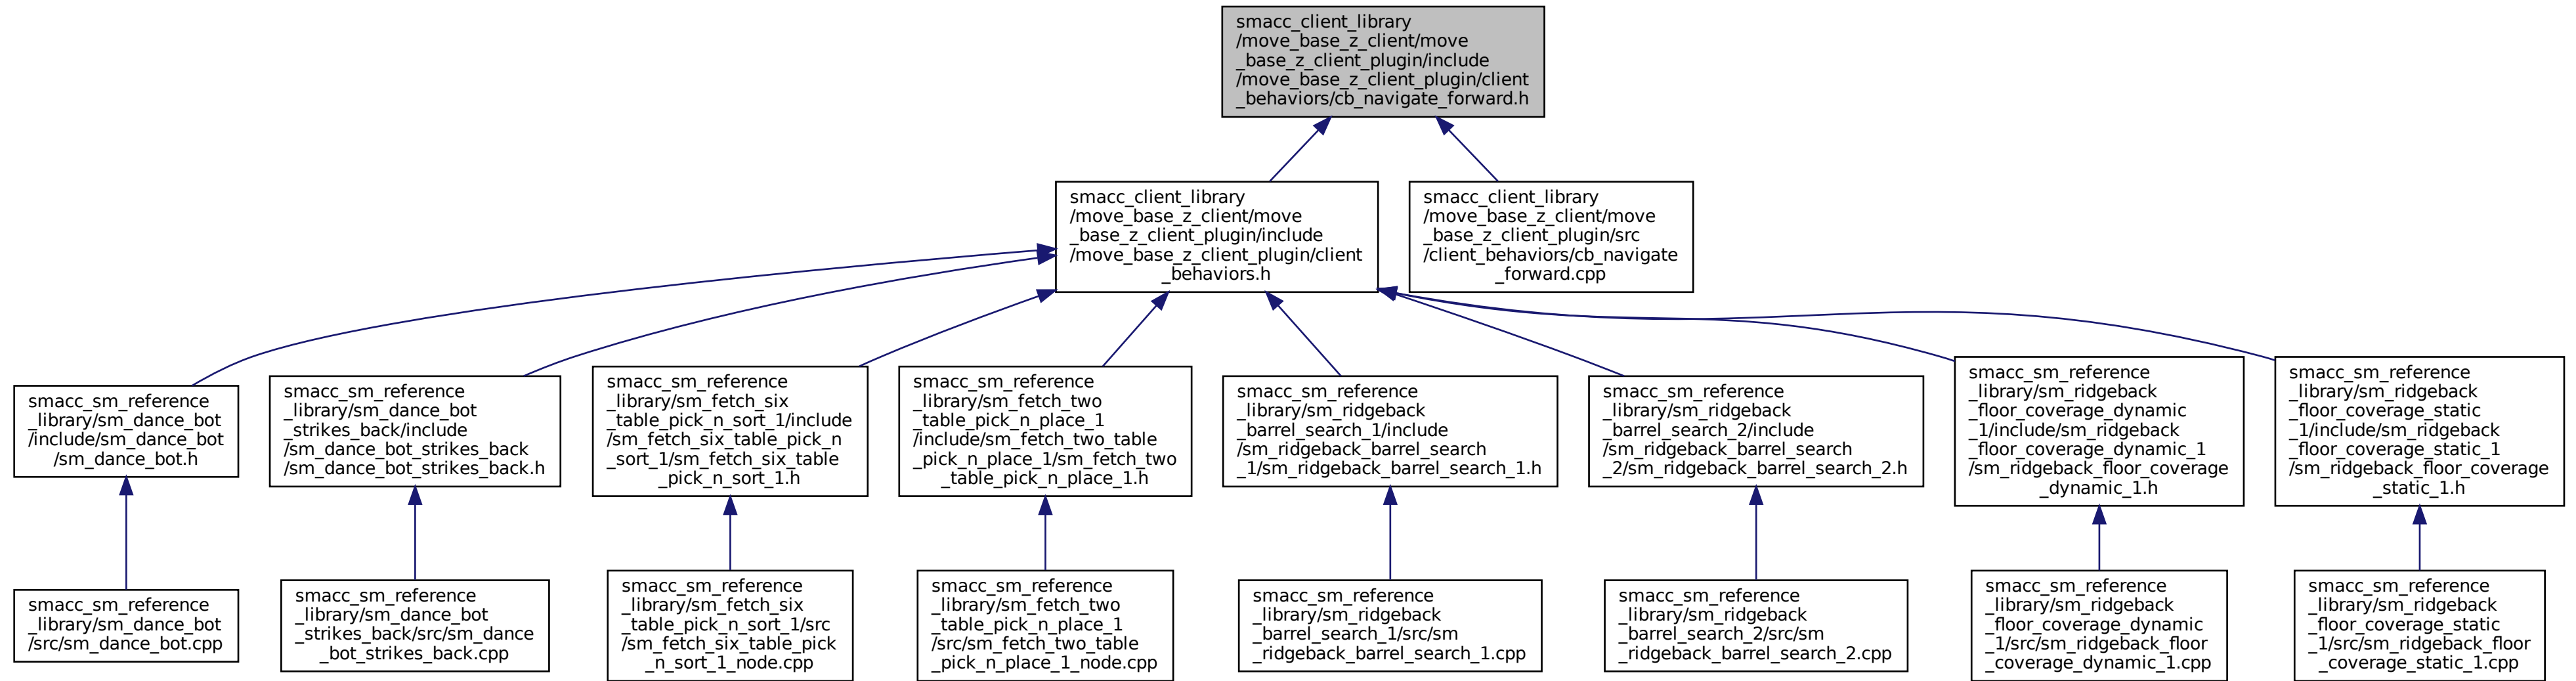 smacc_client_library
/move_base_z_client/move
_base_z_client_plugin/include
/move_base_z_client_plugin/client
_behaviors/cb_navigate_forward.h
smacc_client_library
/move_base_z_client/move
_base_z_client_plugin/include
/move_base_z_client_plugin/client
_behaviors.h
smacc_client_library
/move_base_z_client/move
_base_z_client_plugin/src
/client_behaviors/cb_navigate
_forward.cpp
smacc_sm_reference
_library/sm_dance_bot
/include/sm_dance_bot
/sm_dance_bot.h
smacc_sm_reference
_library/sm_dance_bot
_strikes_back/include
/sm_dance_bot_strikes_back
/sm_dance_bot_strikes_back.h
smacc_sm_reference
_library/sm_fetch_six
_table_pick_n_sort_1/include
/sm_fetch_six_table_pick_n
_sort_1/sm_fetch_six_table
_pick_n_sort_1.h
smacc_sm_reference
_library/sm_fetch_two
_table_pick_n_place_1
/include/sm_fetch_two_table
_pick_n_place_1/sm_fetch_two
_table_pick_n_place_1.h
smacc_sm_reference
_library/sm_ridgeback
_barrel_search_1/include
/sm_ridgeback_barrel_search
_1/sm_ridgeback_barrel_search_1.h
smacc_sm_reference
_library/sm_ridgeback
_barrel_search_2/include
/sm_ridgeback_barrel_search
_2/sm_ridgeback_barrel_search_2.h
smacc_sm_reference
_library/sm_ridgeback
_floor_coverage_dynamic
_1/include/sm_ridgeback
_floor_coverage_dynamic_1
/sm_ridgeback_floor_coverage
_dynamic_1.h
smacc_sm_reference
_library/sm_ridgeback
_floor_coverage_static
_1/include/sm_ridgeback
_floor_coverage_static_1
/sm_ridgeback_floor_coverage
_static_1.h
smacc_sm_reference
_library/sm_dance_bot
/src/sm_dance_bot.cpp
smacc_sm_reference
_library/sm_dance_bot
_strikes_back/src/sm_dance
_bot_strikes_back.cpp
smacc_sm_reference
_library/sm_fetch_six
_table_pick_n_sort_1/src
/sm_fetch_six_table_pick
_n_sort_1_node.cpp
smacc_sm_reference
_library/sm_fetch_two
_table_pick_n_place_1
/src/sm_fetch_two_table
_pick_n_place_1_node.cpp
smacc_sm_reference
_library/sm_ridgeback
_barrel_search_1/src/sm
_ridgeback_barrel_search_1.cpp
smacc_sm_reference
_library/sm_ridgeback
_barrel_search_2/src/sm
_ridgeback_barrel_search_2.cpp
smacc_sm_reference
_library/sm_ridgeback
_floor_coverage_dynamic
_1/src/sm_ridgeback_floor
_coverage_dynamic_1.cpp
smacc_sm_reference
_library/sm_ridgeback
_floor_coverage_static
_1/src/sm_ridgeback_floor
_coverage_static_1.cpp